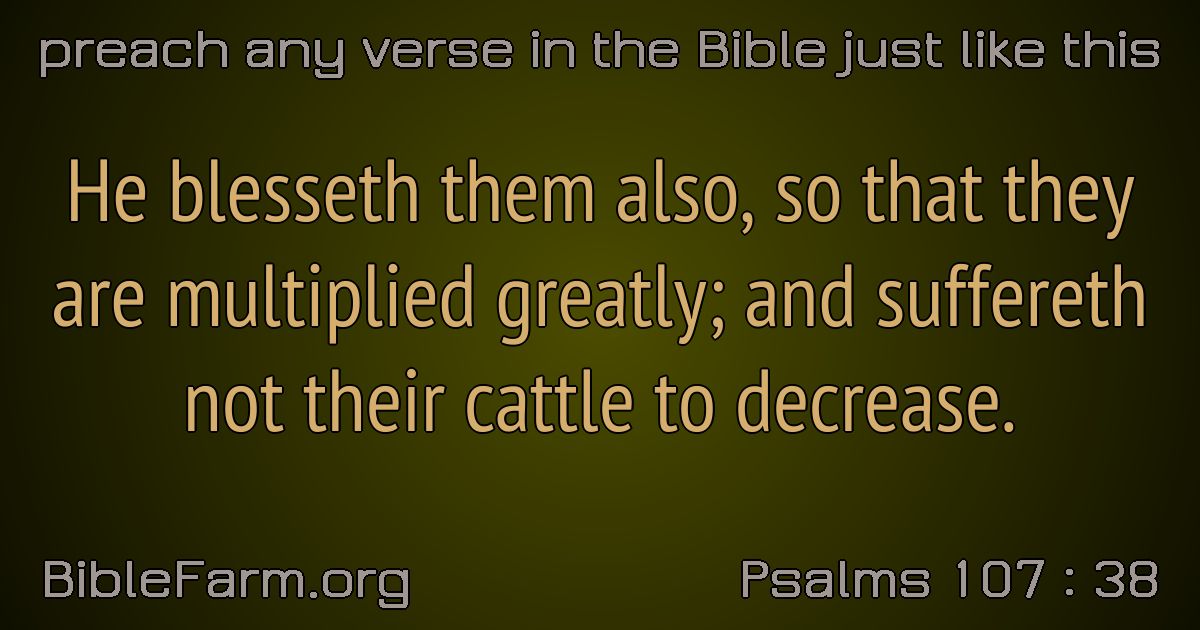 preach any verse in the Bible just like this
He blesseth them also, so that they
are multiplied greatly; and suffereth
not their cattle to decrease.
BibleFarm.org
Psalms 107 : 38